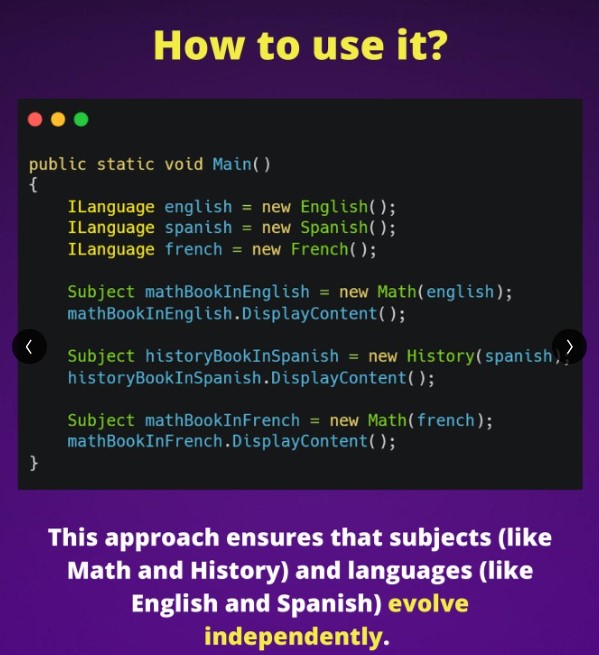 How to use it?
public static void Main()
{
    ILanguage english = new English();
    ILanguage spanish = new Spanish();
    ILanguage french = new French();
    Subject mathBookInEnglish = new Math(english);
    mathBookInEnglish.DisplayContent();
    Subject historyBookInSpanish = new History(spanish);
    historyBookInSpanish.DisplayContent();
    Subject mathBookInFrench = new Math(french);
    mathBookInFrench.DisplayContent();
}
This approach ensures that subjects (like
Math and History) and languages (like
English and Spanish) evolve
independently.